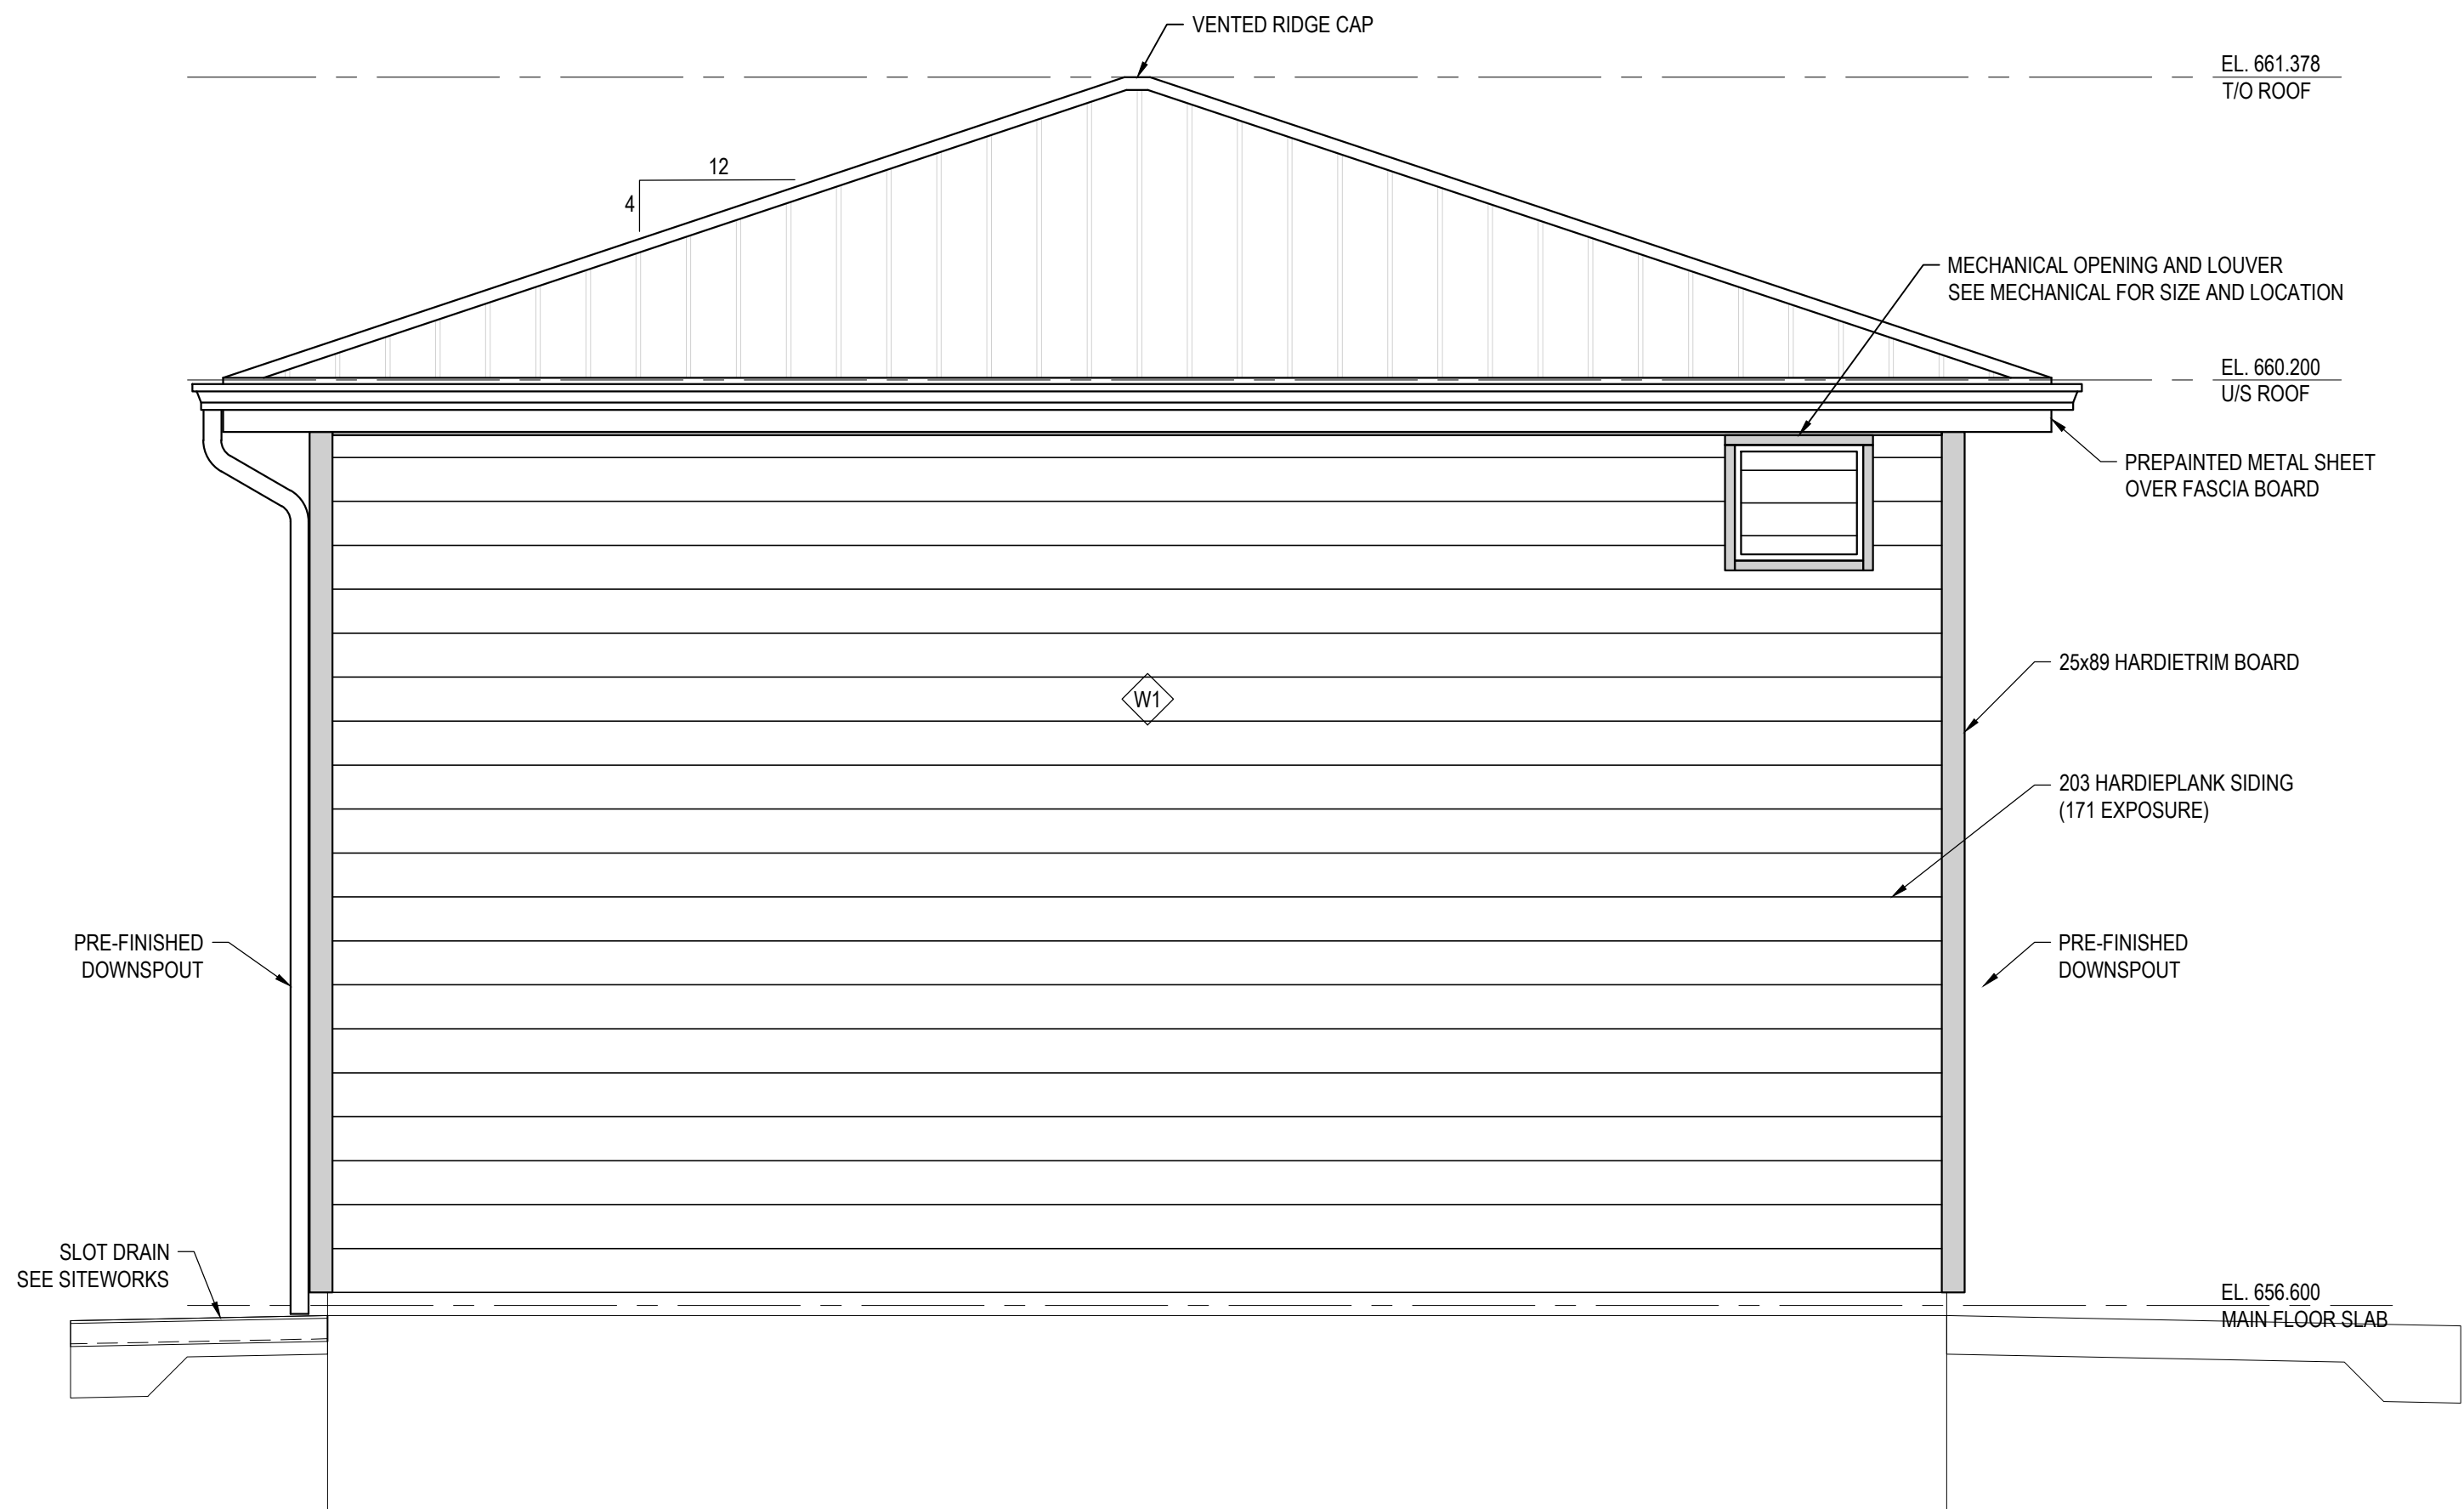 VENTED RIDGE CAP
EL. 661.378
T/O ROOF
12
4
MECHANICAL OPENING AND LOUVER
SEE MECHANICAL FOR SIZE AND LOCATION
EL. 660.200
U/S ROOF
PREPAINTED METAL SHEET
OVER FASCIA BOARD
25x89 HARDIETRIM BOARD
W1
203 HARDIEPLANK SIDING
(171 EXPOSURE)
PRE-FINISHED
DOWNSPOUT
PRE-FINISHED
DOWNSPOUT
SLOT DRAIN
SEE SITEWORKS
EL. 656.600
MAIN FLOOR SLAB